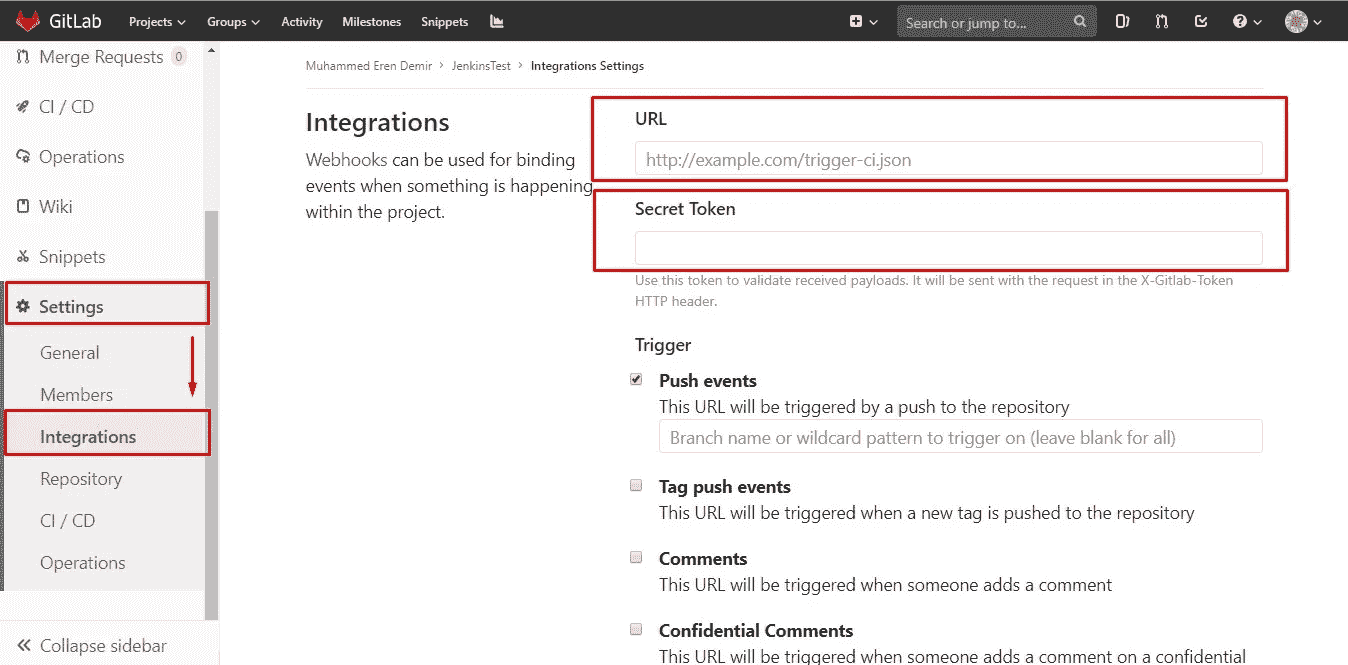 GitLab Projects Groups Activity Milestones Snippets Search or jump to...
Merge Requests 0
CI / CD
Operations
Wiki
Snippets
Settings
General
Members
Integrations
Repository
CI / CD
Operations
Collapse sidebar
Muhammed Eren Demir › JenkinsTest › Integrations Settings
Integrations
Webhooks can be used for binding
events when something is happening
within the project.
URL
http://example.com/trigger-ci.json
Secret Token
Use this token to validate received payloads. It will be sent with the request in the X-Gitlab-Token
HTTP header.
Trigger
Push events
This URL will be triggered by a push to the repository
Branch name or wildcard pattern to trigger on (leave blank for all)
Tag push events
This URL will be triggered when a new tag is pushed to the repository
Comments
This URL will be triggered when someone adds a comment
Confidential Comments
This URL will be triggered when someone adds a comment on a confidential